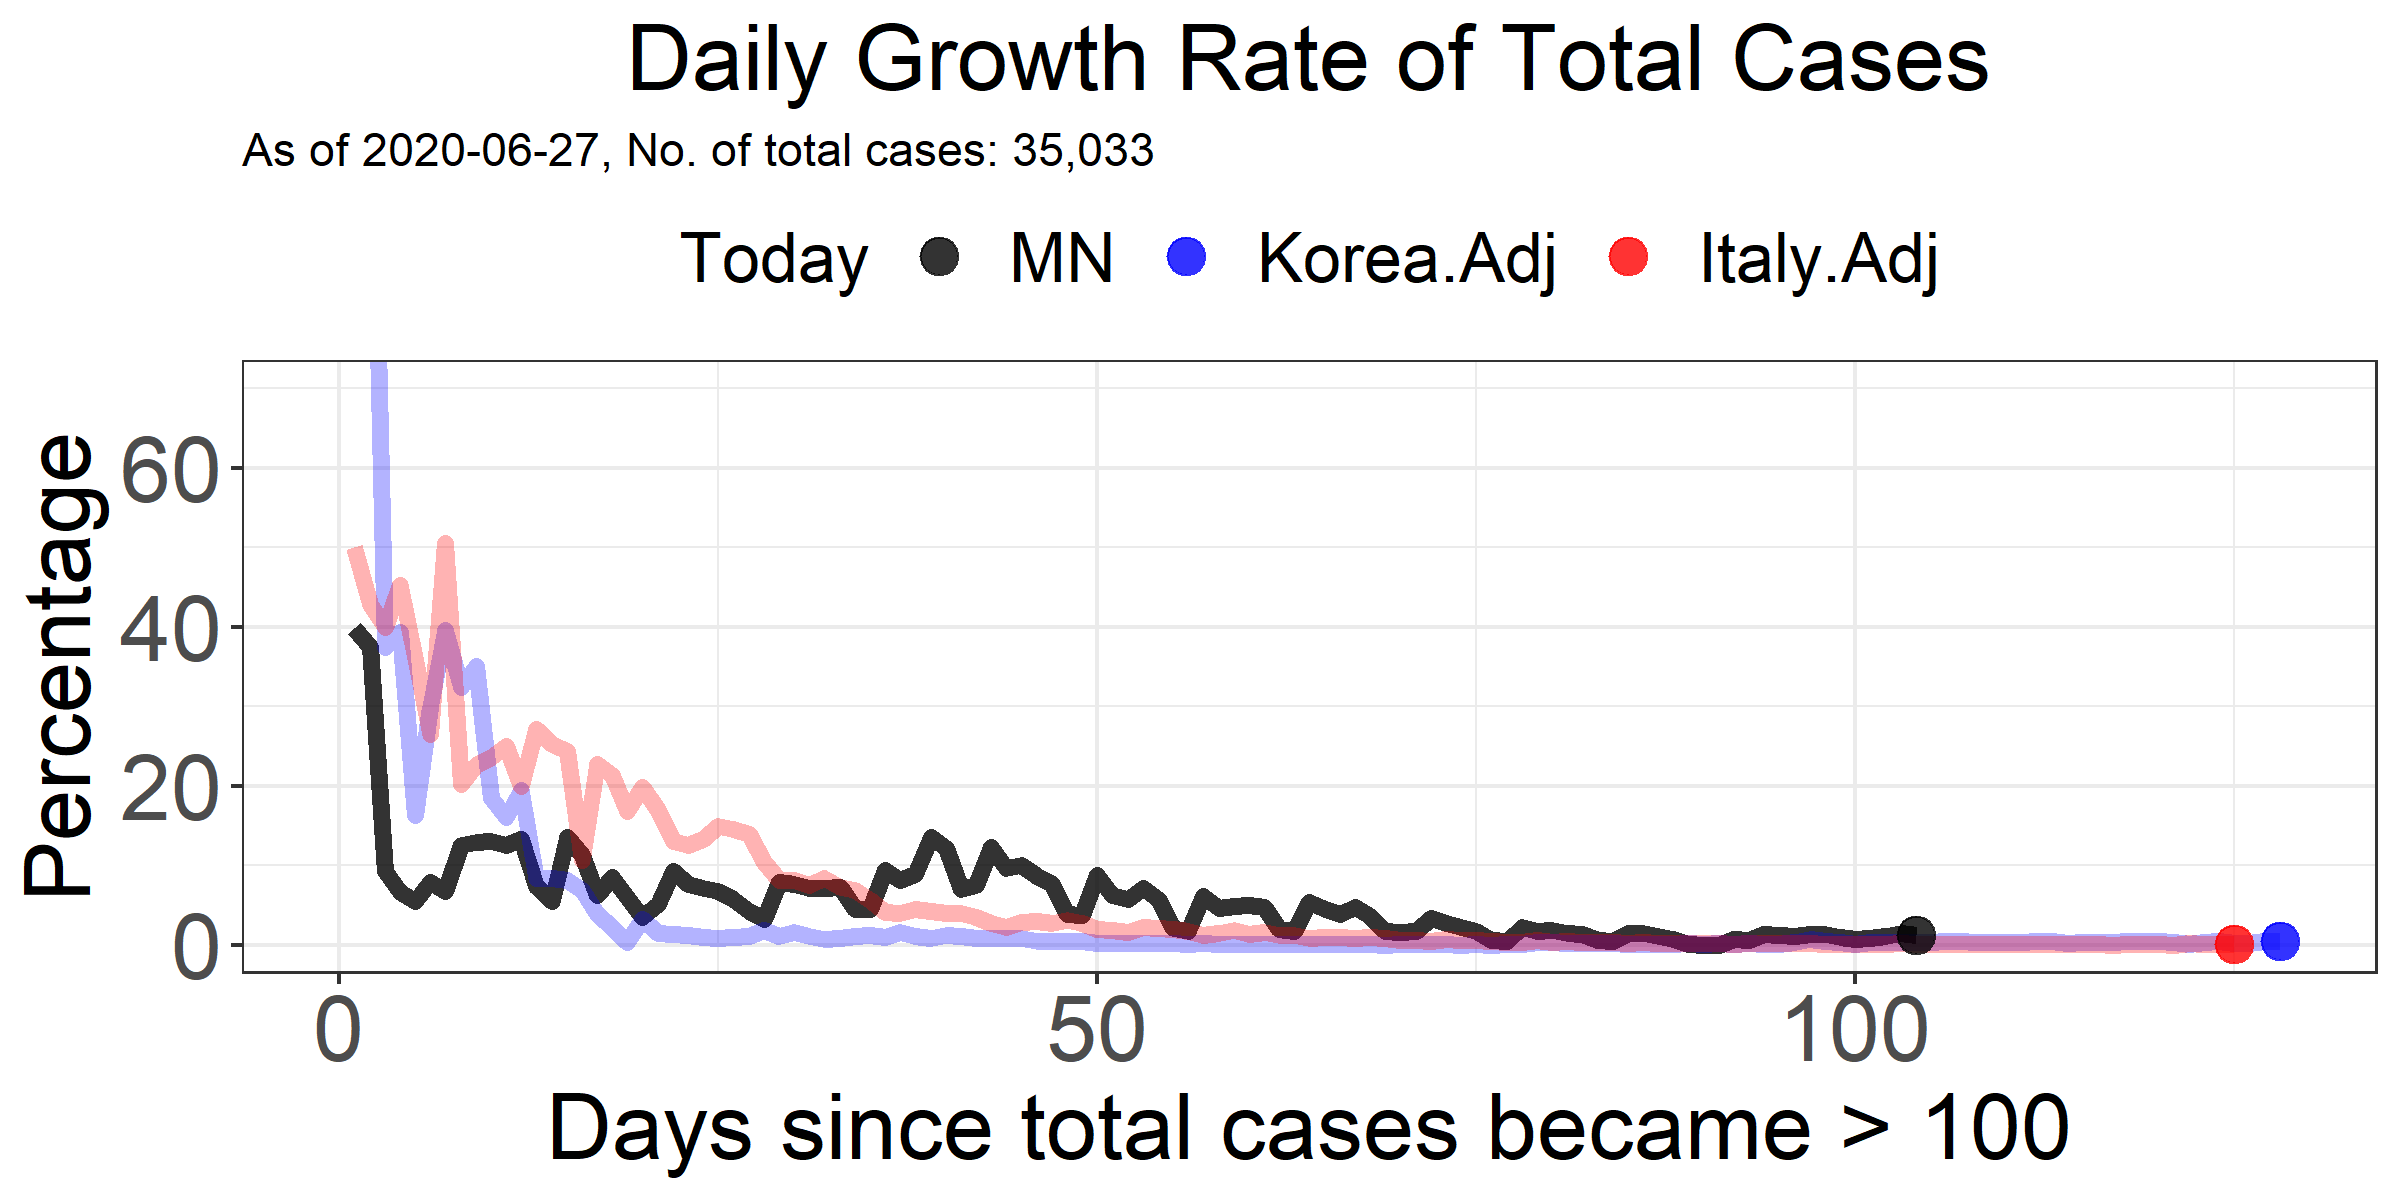 Daily Growth Rate of Total Cases
As of 2020-06-27, No. of total cases: 35,033
Today MN Korea.Adj Italy.Adj
Percentage
60
40
20
0
0 50 100
Days since total cases became > 100